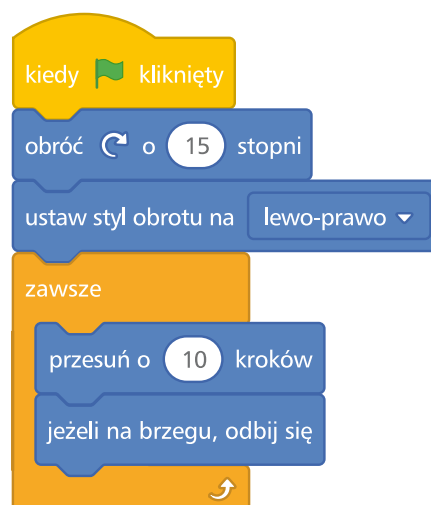 kiedy kliknięty
obróć o 15 stopni
ustaw styl obrotu na lewo-prawo
zawsze
przesuń o 10 kroków
jeżeli na brzegu, odbij się